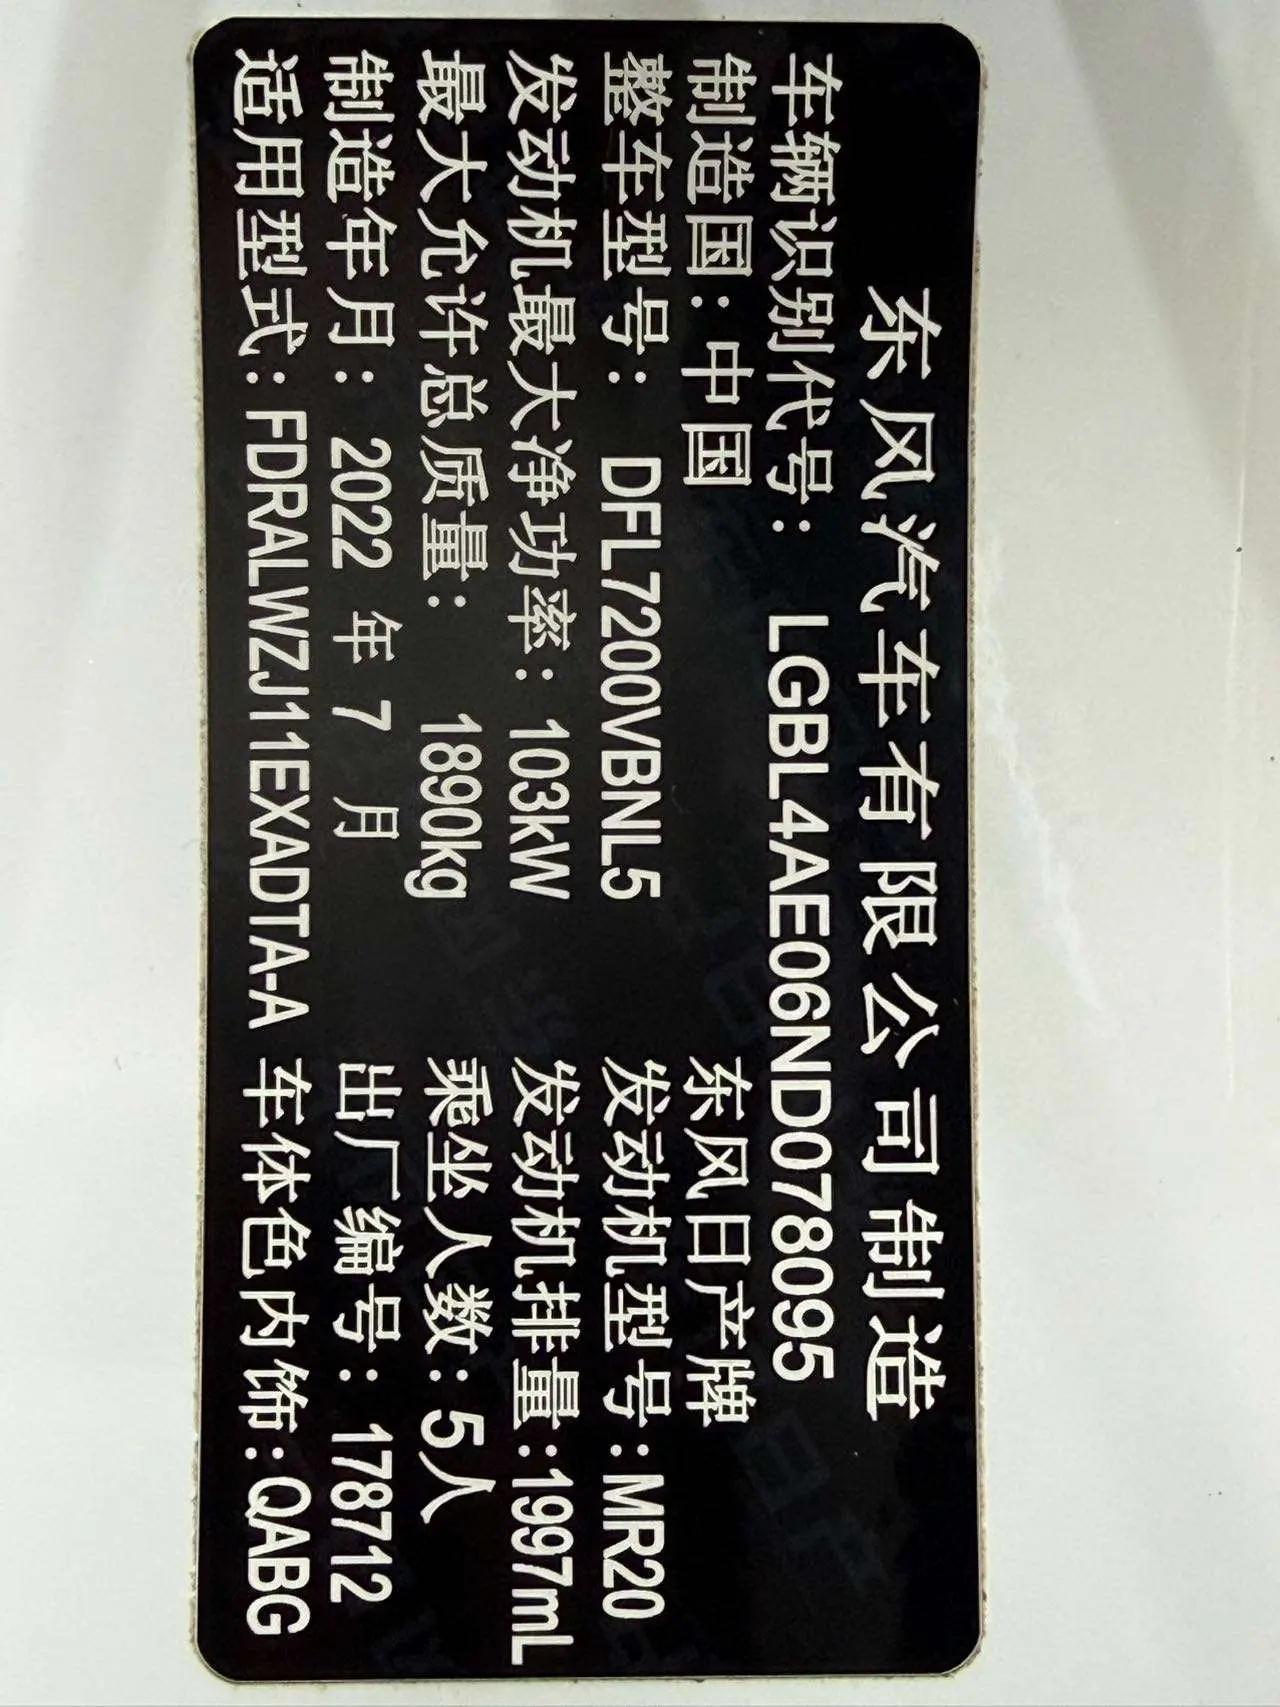 东风汽车有限公司制造
车辆识别代号： LGBL4AE06ND078095
制造国：中国 东风日产牌
整车型号： DFL7200VBNL5 发动机型号：MR20
发动机最大净功率： 103kW 发动机排量：1997mL
最大允许总质量： 1890kg 乘坐人数：5人
制造年月： 2022 年 7 月 出厂编号： 178712
适用型式：FDRALWZJ11EXADTA-A 车体色内饰：QABG